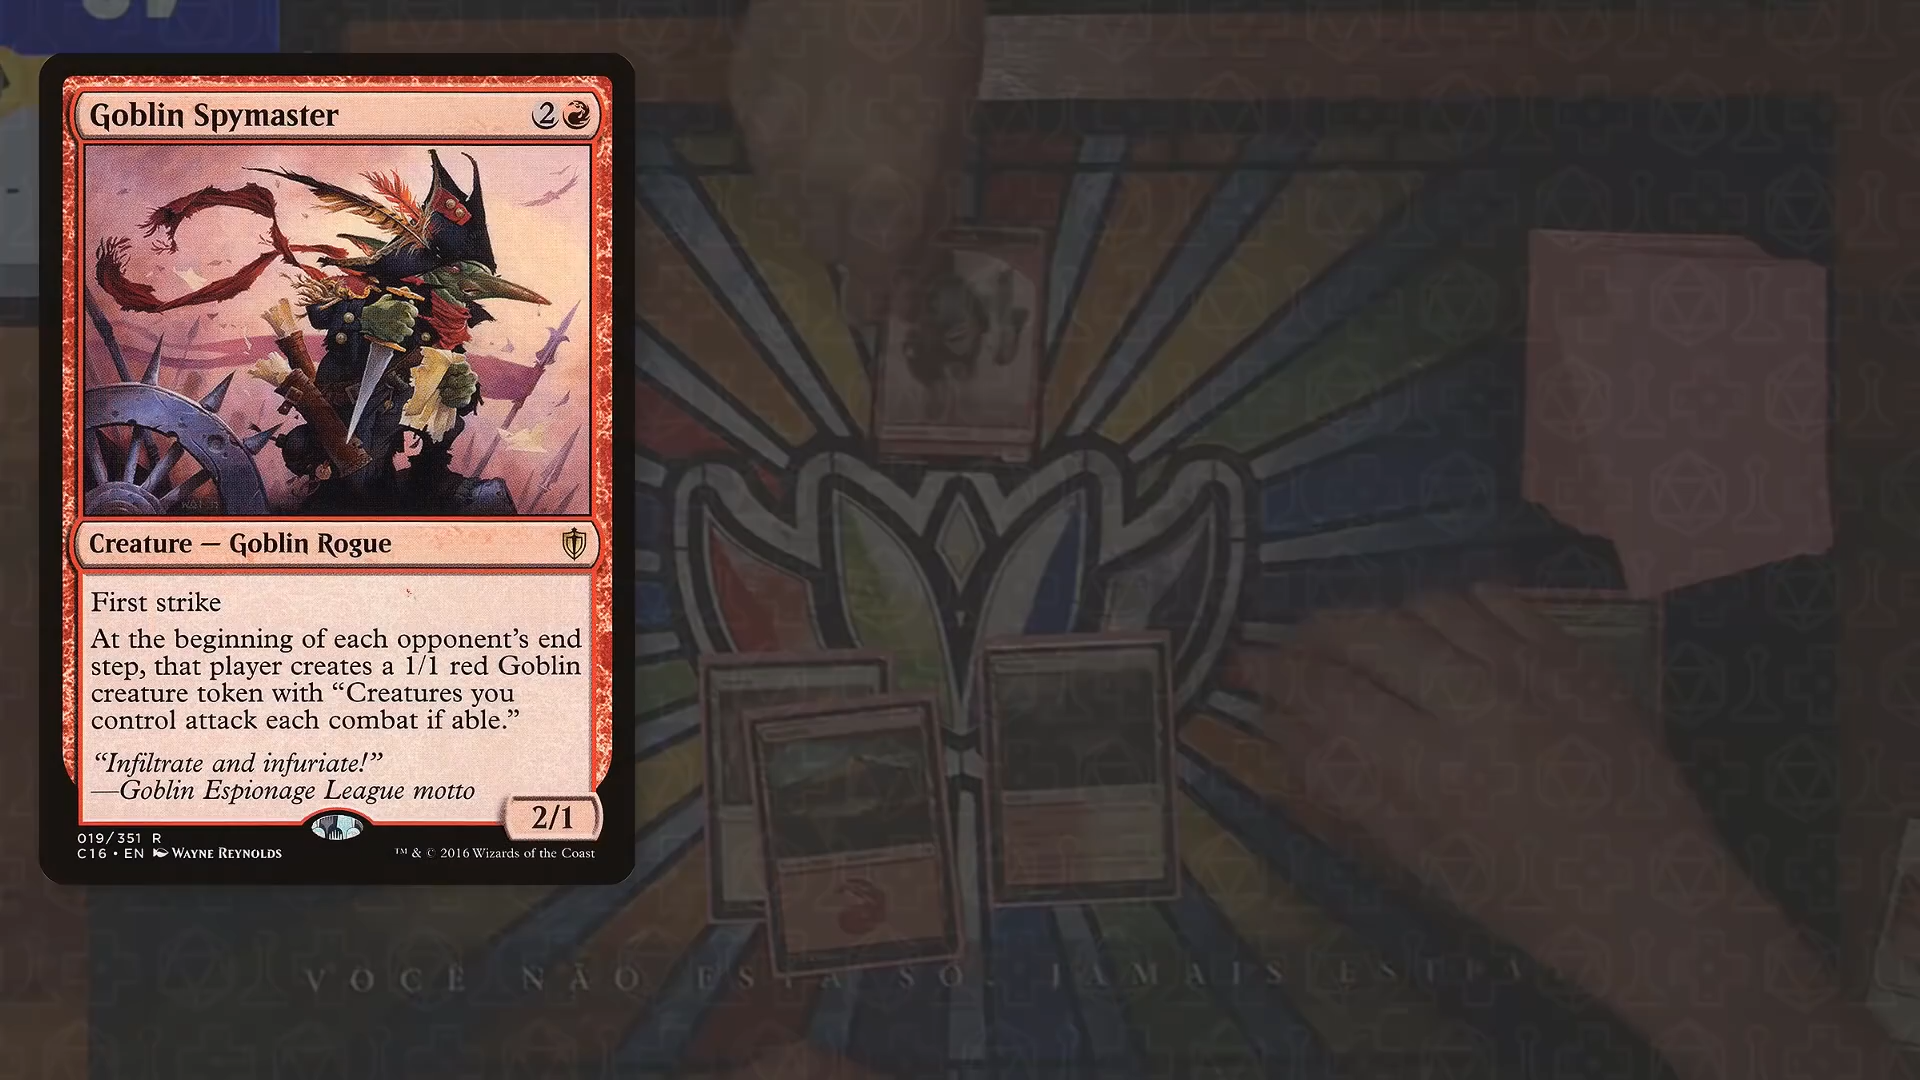 Goblin Spymaster
2
Creature — Goblin Rogue
First strike
At the beginning of each opponent's end
step, that player creates a 1/1 red Goblin
creature token with “Creatures you
control attack each combat if able.”
“Infiltrate and infuriate!”
—Goblin Espionage League motto
2/1
019/351 R
C16 • EN WAYNE REYNOLDS
™ & © 2016 Wizards of the Coast
VOCÊ NÃO ESTÁ SÓ. JAMAIS